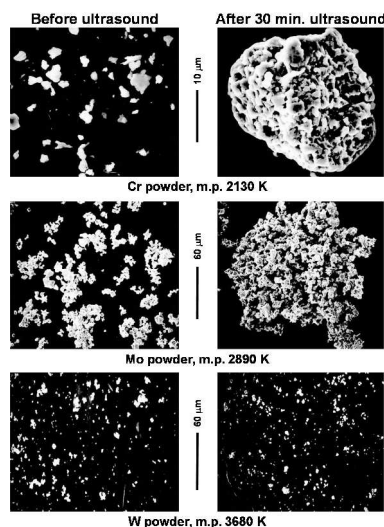 Before ultrasound
After 30 min. ultrasound
10 µm
Cr powder, m.p. 2130 K
60 µm
Mo powder, m.p. 2890 K
60 µm
W powder, m.p. 3680 K